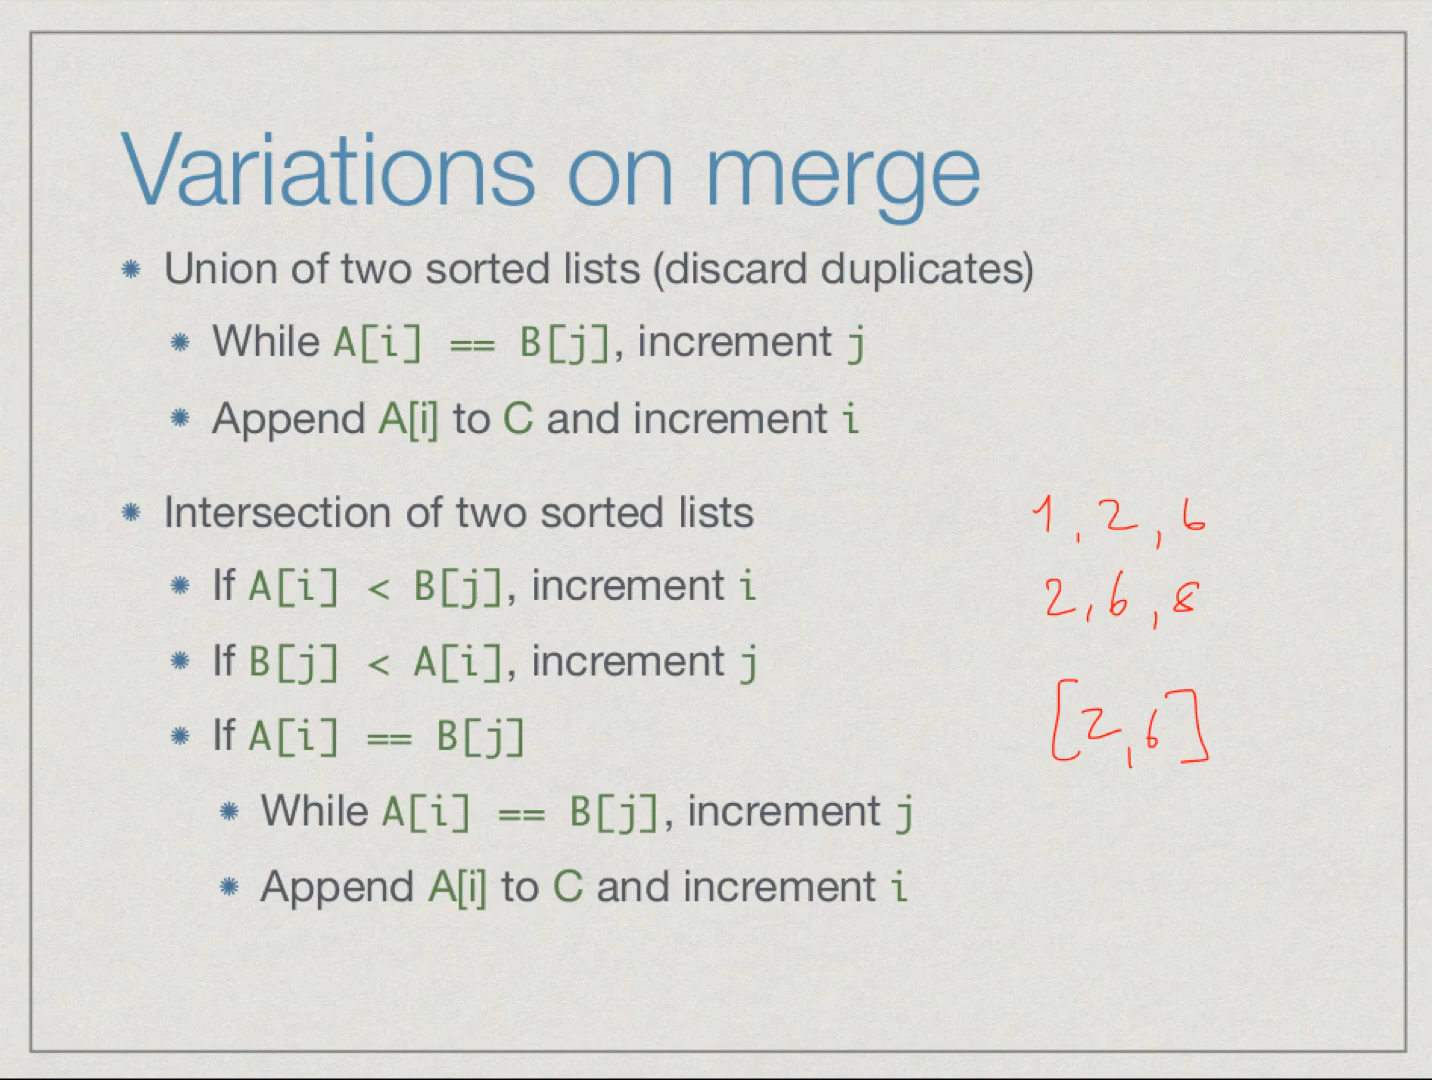 Variations on merge
Union of two sorted lists (discard duplicates)
While A[i] == B[j], increment j
Append A[i] to C and increment i
Intersection of two sorted lists
If A[i] < B[j], increment i
If B[j] < A[i], increment j
If A[i] == B[j]
While A[i] == B[j], increment j
Append A[i] to C and increment i
1, 2, 6
2, 6, 8
[2, 6]